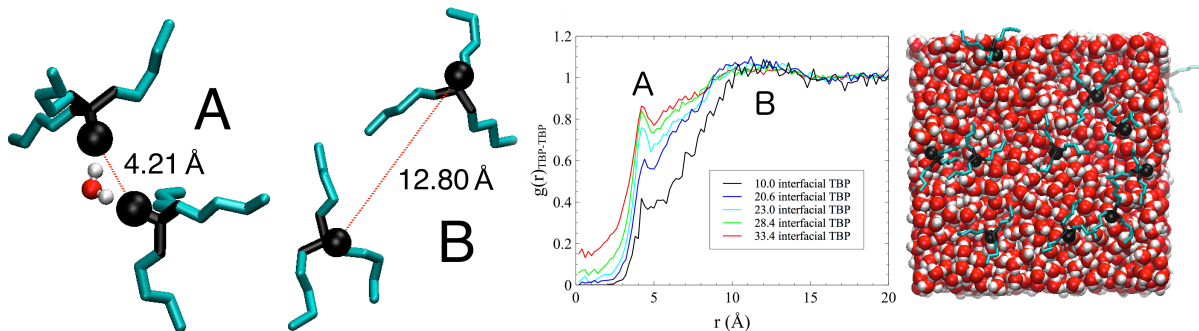 A
4.21 Å
12.80 Å
B
1.2
1
0.8
0.6
0.4
0.2
0
g(r)TBP-TBP
A
B
10.0 interfacial TBP
20.6 interfacial TBP
23.0 interfacial TBP
28.4 interfacial TBP
33.4 interfacial TBP
0 5 10 15 20
r (Å)